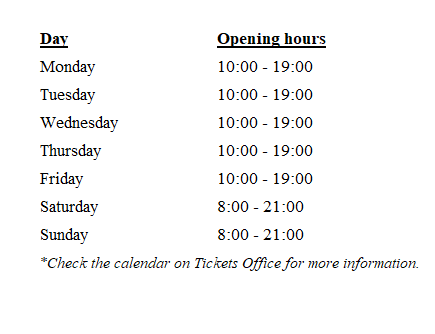 Day Opening hours
Monday 10:00 - 19:00
Tuesday 10:00 - 19:00
Wednesday 10:00 - 19:00
Thursday 10:00 - 19:00
Friday 10:00 - 19:00
Saturday 8:00 - 21:00
Sunday 8:00 - 21:00
*Check the calendar on Tickets Office for more information.